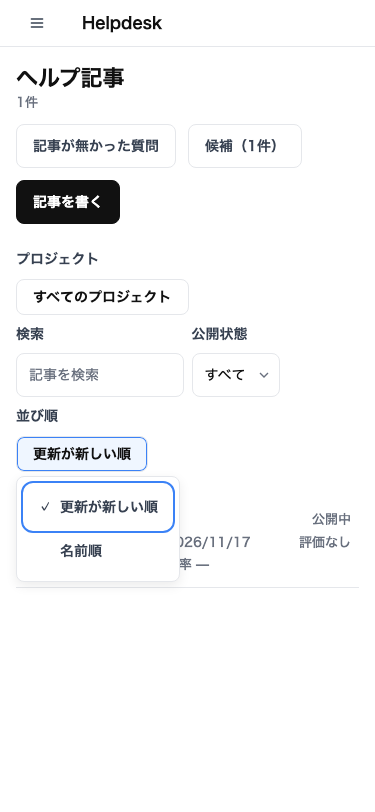 Helpdesk
ヘルプ記事
1件
記事が無かった質問
候補（1件）
記事を書く
プロジェクト
すべてのプロジェクト
検索
公開状態
記事を検索
すべて
並び順
更新が新しい順
✓ 更新が新しい順
公開中
026/11/17
評価なし
名前順
率 —